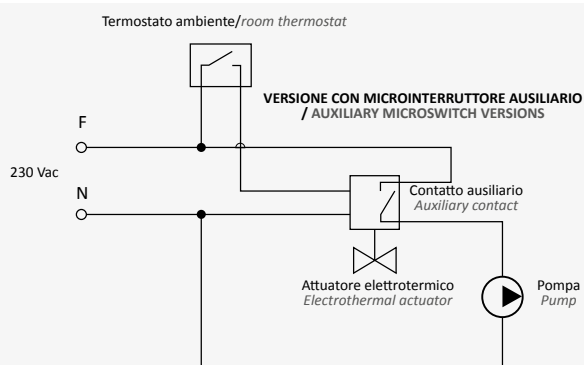 Termostato ambiente/room thermostat
VERSIONE CON MICROINTERRUTTORE AUSILIARIO
/ AUXILIARY MICROSWITCH VERSIONS
F
230 Vac
N
Contatto ausiliario
Auxiliary contact
Attuatore elettrotermico
Electrothermal actuator
Pompa
Pump